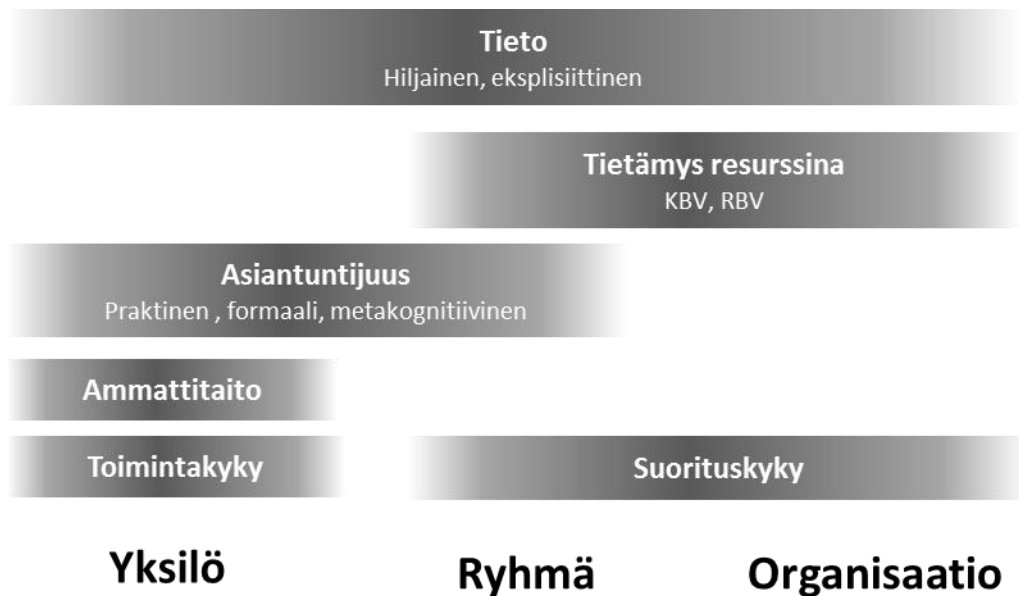 Tieto
Hiljainen, eksplisiittinen
Tietämys resurssina
KBV, RBV
Asiantuntijuus
Praktinen , formaali, metakognitiivinen
Ammattitaito
Toimintakyky
Suorituskyky
Yksilö
Ryhmä
Organisaatio